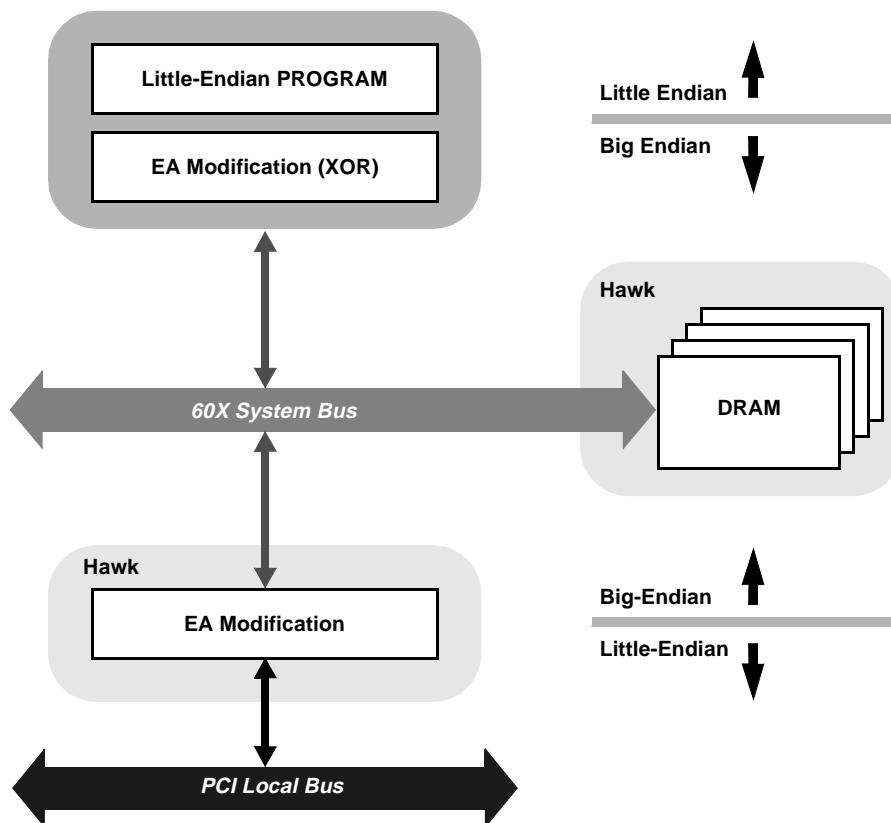 Little-Endian PROGRAM
EA Modification (XOR)
Little Endian
Big Endian
Hawk
DRAM
60X System Bus
Hawk
EA Modification
Big-Endian
Little-Endian
PCI Local Bus